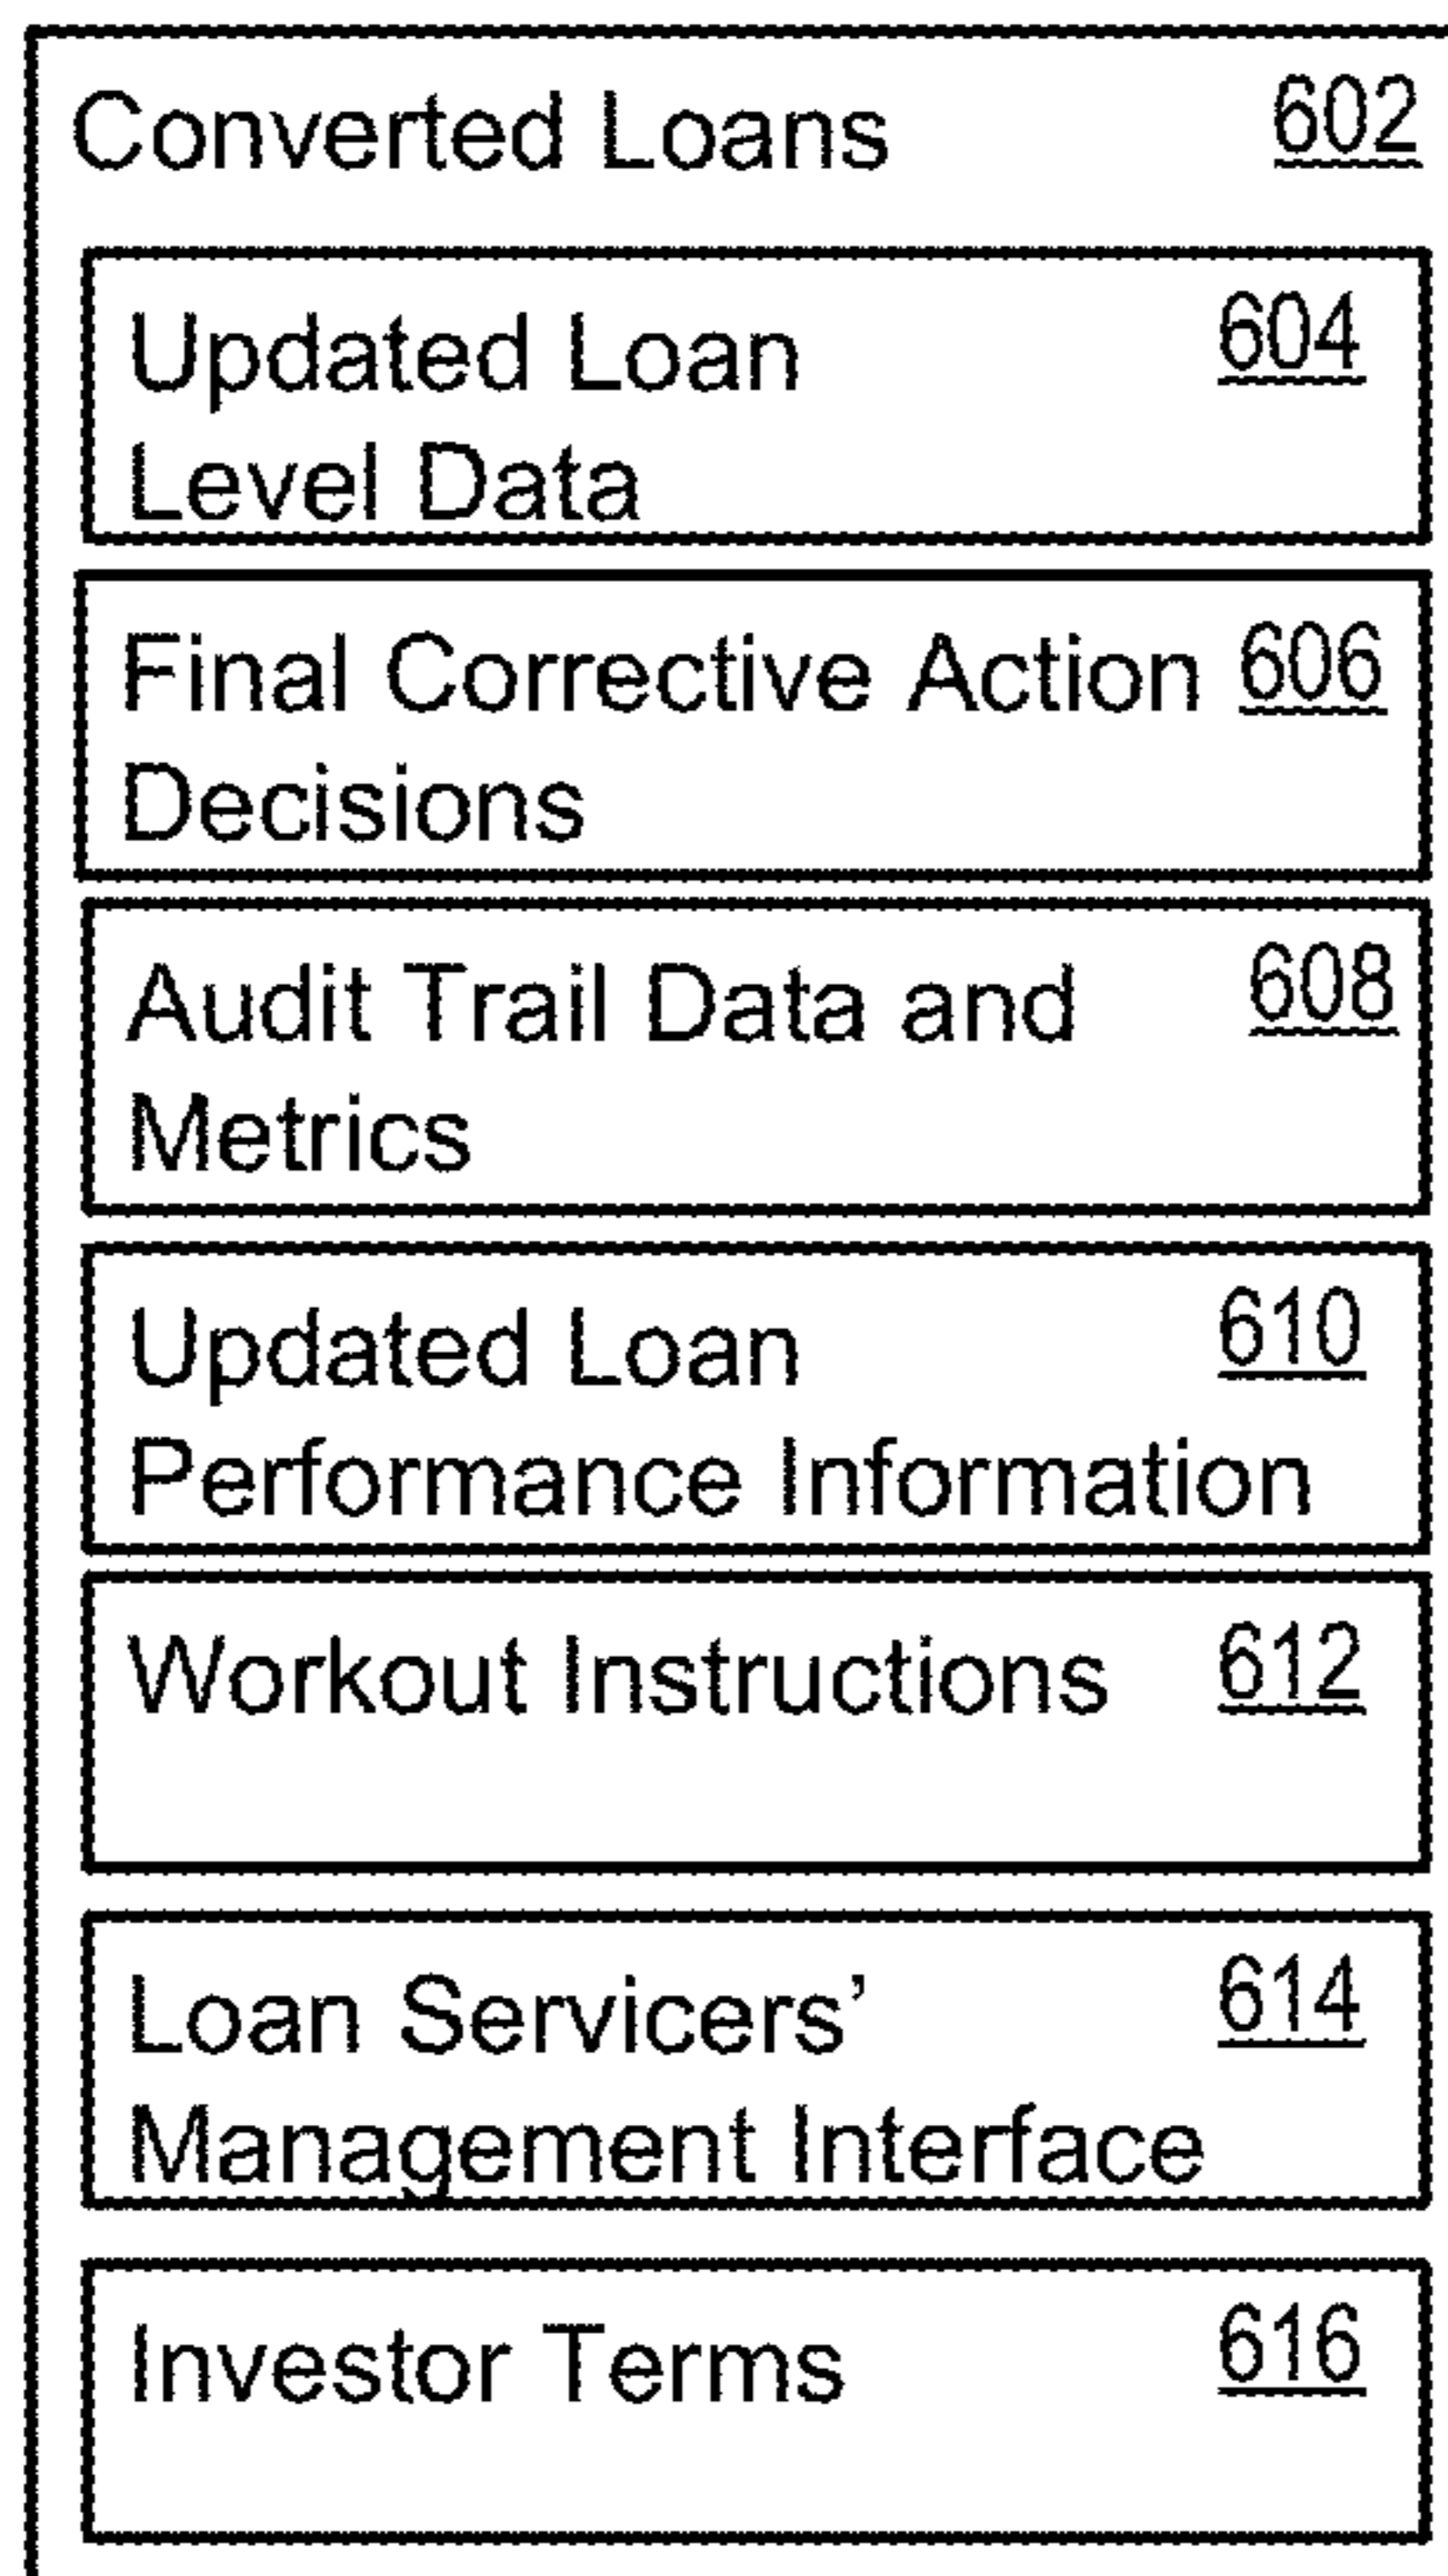 Converted Loans 602
Updated Loan 604
Level Data
Final Corrective Action 606
Decisions
Audit Trail Data and 608
Metrics
Updated Loan 610
Performance Information
Workout Instructions 612
Loan Servicers’ 614
Management Interface
Investor Terms 616